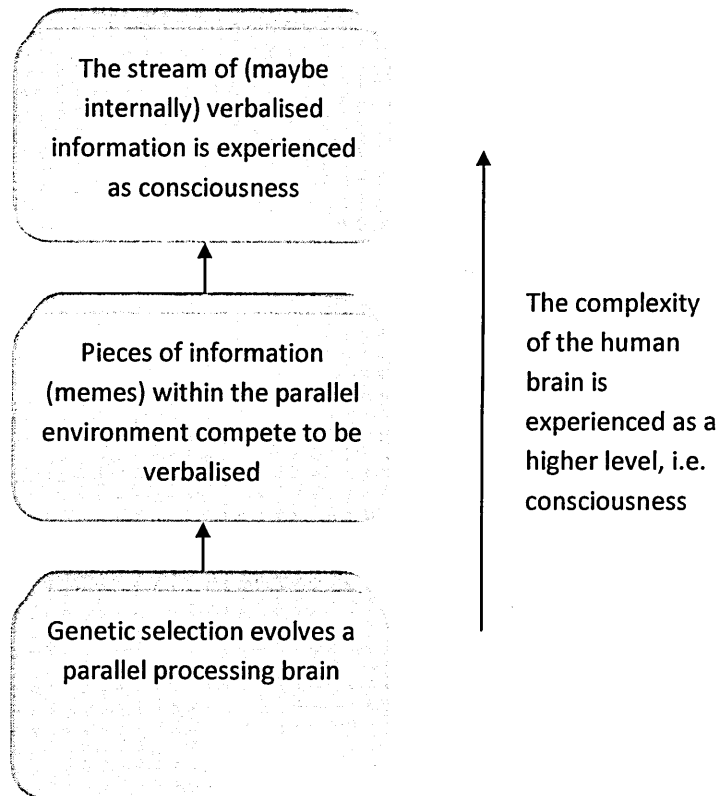 The stream of (maybe
internally) verbalised
information is experienced
as consciousness
Pieces of information
(memes) within the parallel
environment compete to be
verbalised
Genetic selection evolves a
parallel processing brain
The complexity
of the human
brain is
experienced as a
higher level, i.e.
consciousness